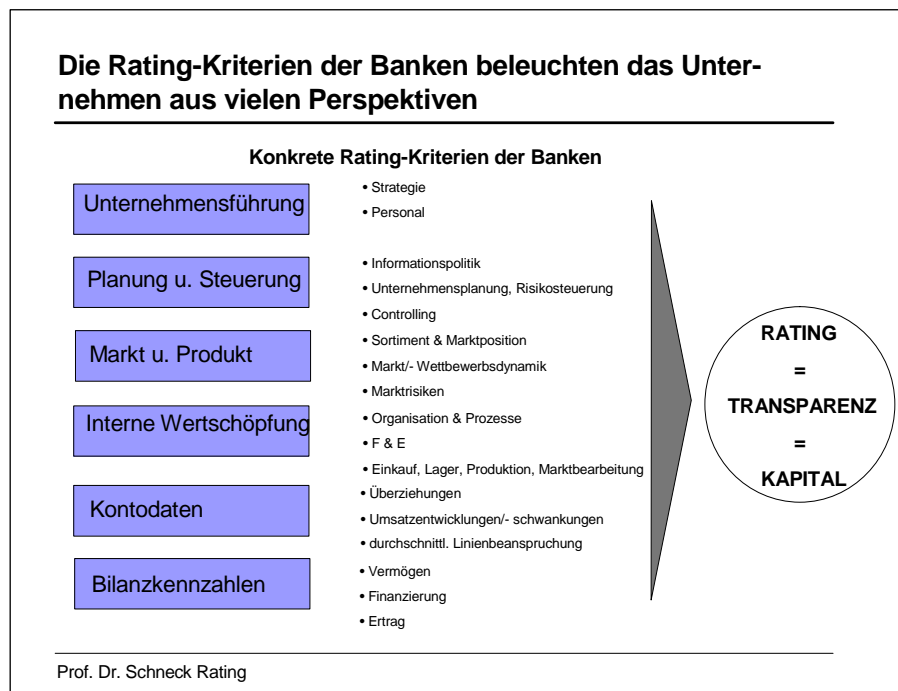 Die Rating-Kriterien der Banken beleuchten das Unter-
nehmen aus vielen Perspektiven
Konkrete Rating-Kriterien der Banken
Unternehmensführung
• Strategie
• Personal
Planung u. Steuerung
• Informationspolitik
• Unternehmensplanung, Risikosteuerung
• Controlling
Markt u. Produkt
• Sortiment & Marktposition
• Markt/- Wettbewerbsdynamik
• Marktrisiken
Interne Wertschöpfung
• Organisation & Prozesse
• F & E
• Einkauf, Lager, Produktion, Marktbearbeitung
Kontodaten
• Überziehungen
• Umsatzentwicklungen/- schwankungen
• durchschnittl. Linienbeanspruchung
Bilanzkennzahlen
• Vermögen
• Finanzierung
• Ertrag
RATING
=
TRANSPARENZ
=
KAPITAL
Prof. Dr. Schneck Rating